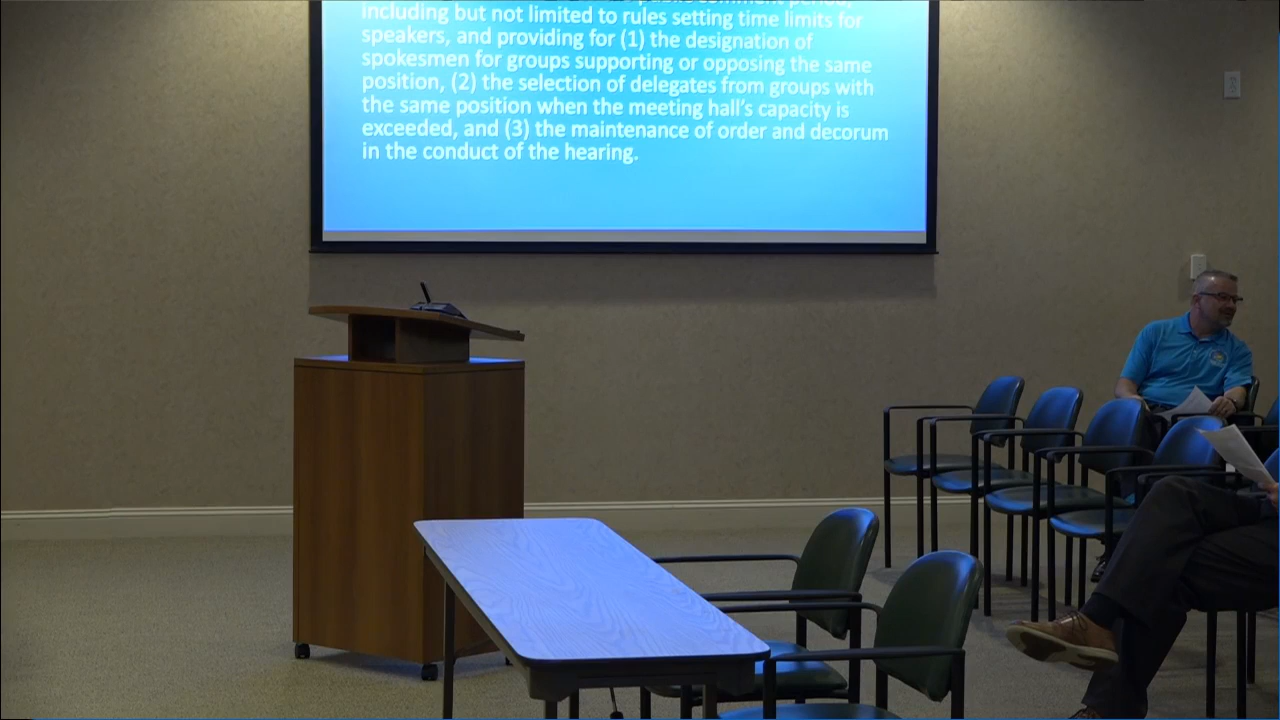 public comment period,
including but not limited to rules setting time limits for
speakers, and providing for (1) the designation of
spokesmen for groups supporting or opposing the same
position, (2) the selection of delegates from groups with
the same position when the meeting hall's capacity is
exceeded, and (3) the maintenance of order and decorum
in the conduct of the hearing.